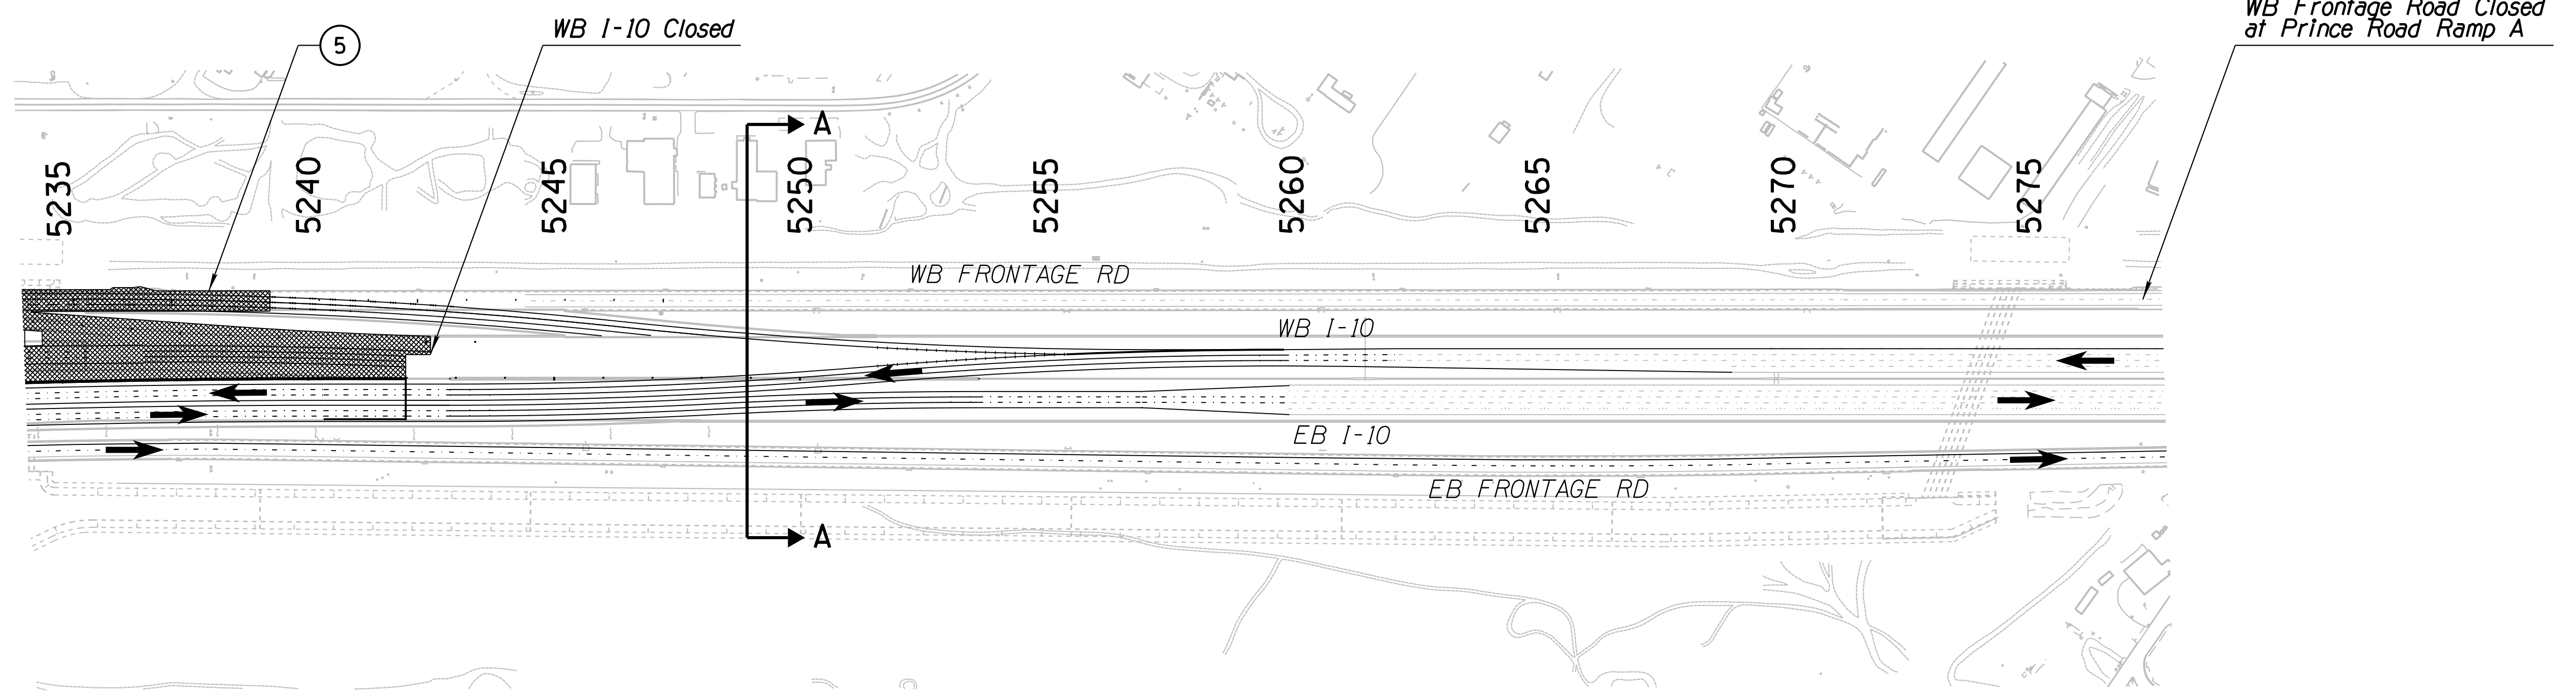 WB Frontage Road Closed
at Prince Road Ramp A
WB I-10 Closed
5
A
5235
5240
5245
5250
5255
5260
5265
5270
5275
WB FRONTAGE RD
WB I-10
EB I-10
EB FRONTAGE RD
A